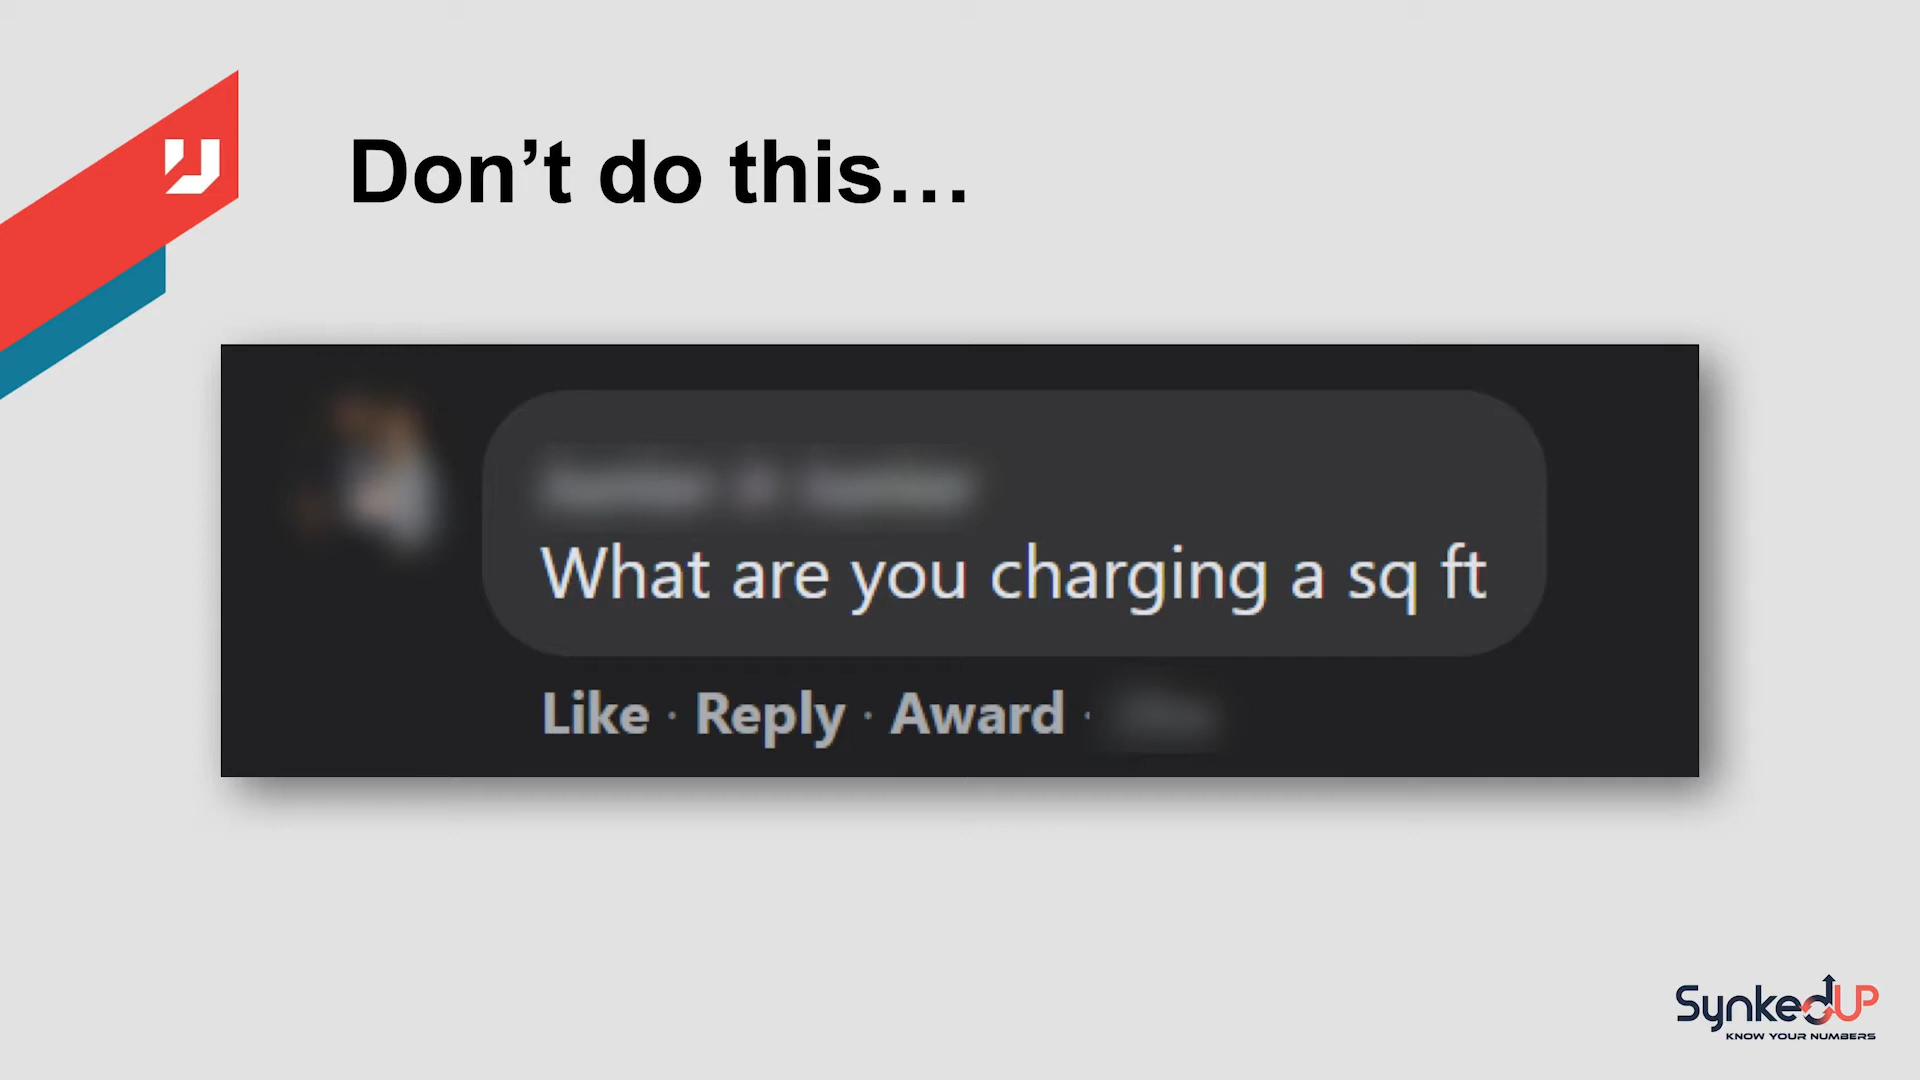 Don’t do this…
What are you charging a sq ft
Like · Reply · Award ·
SynkedUP
KNOW YOUR NUMBERS